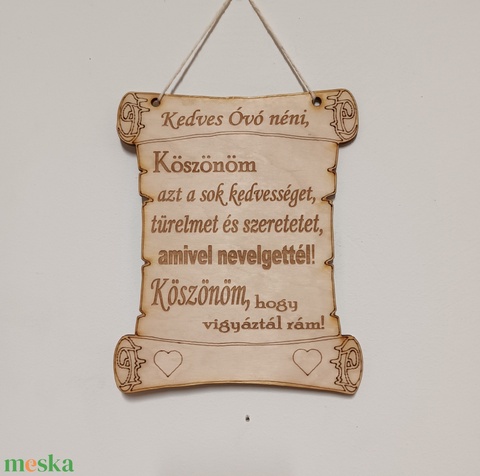 Kedves Óvó néni,
Köszönöm
azt a sok kedvességet,
türelmet és szeretetet,
amivel nevelgettél!
Köszönöm, hogy
vigyáztál rám!
meska